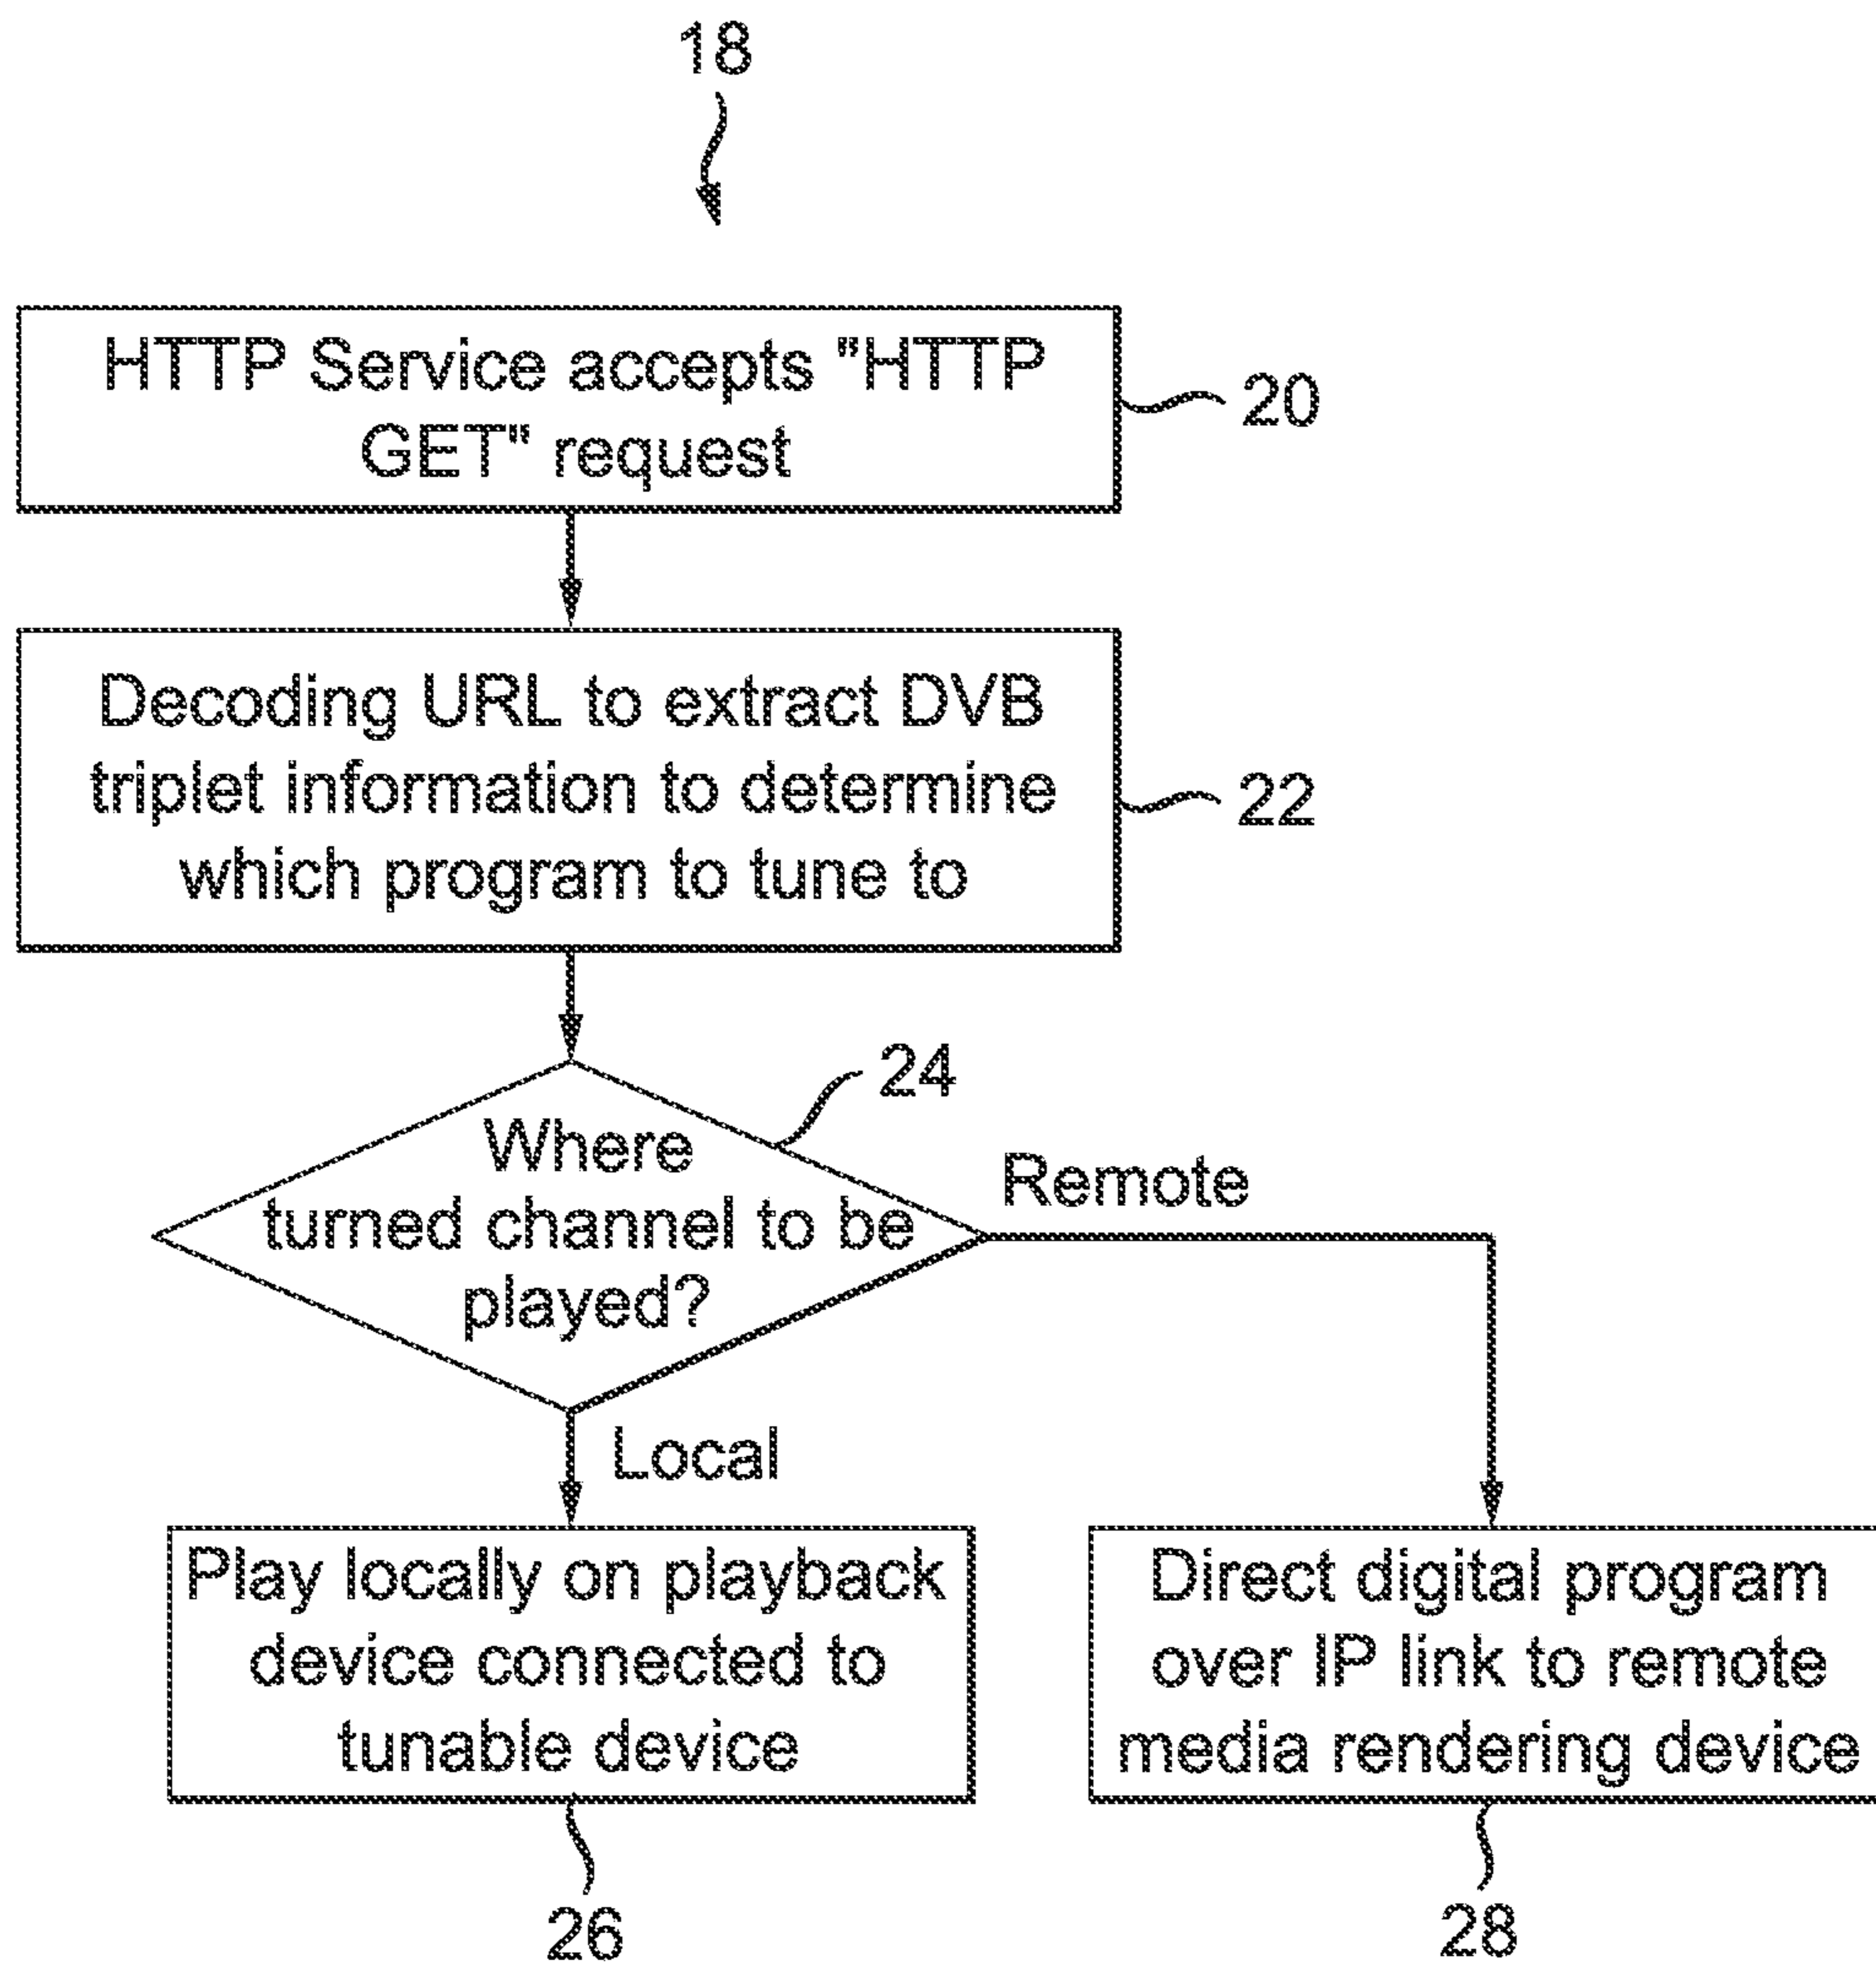 18
HTTP Service accepts "HTTP
GET" request
20
Decoding URL to extract DVB
triplet information to determine
which program to tune to
22
24
Where
turned channel to be
played?
Remote
Local
Play locally on playback
device connected to
tunable device
26
Direct digital program
over IP link to remote
media rendering device
28